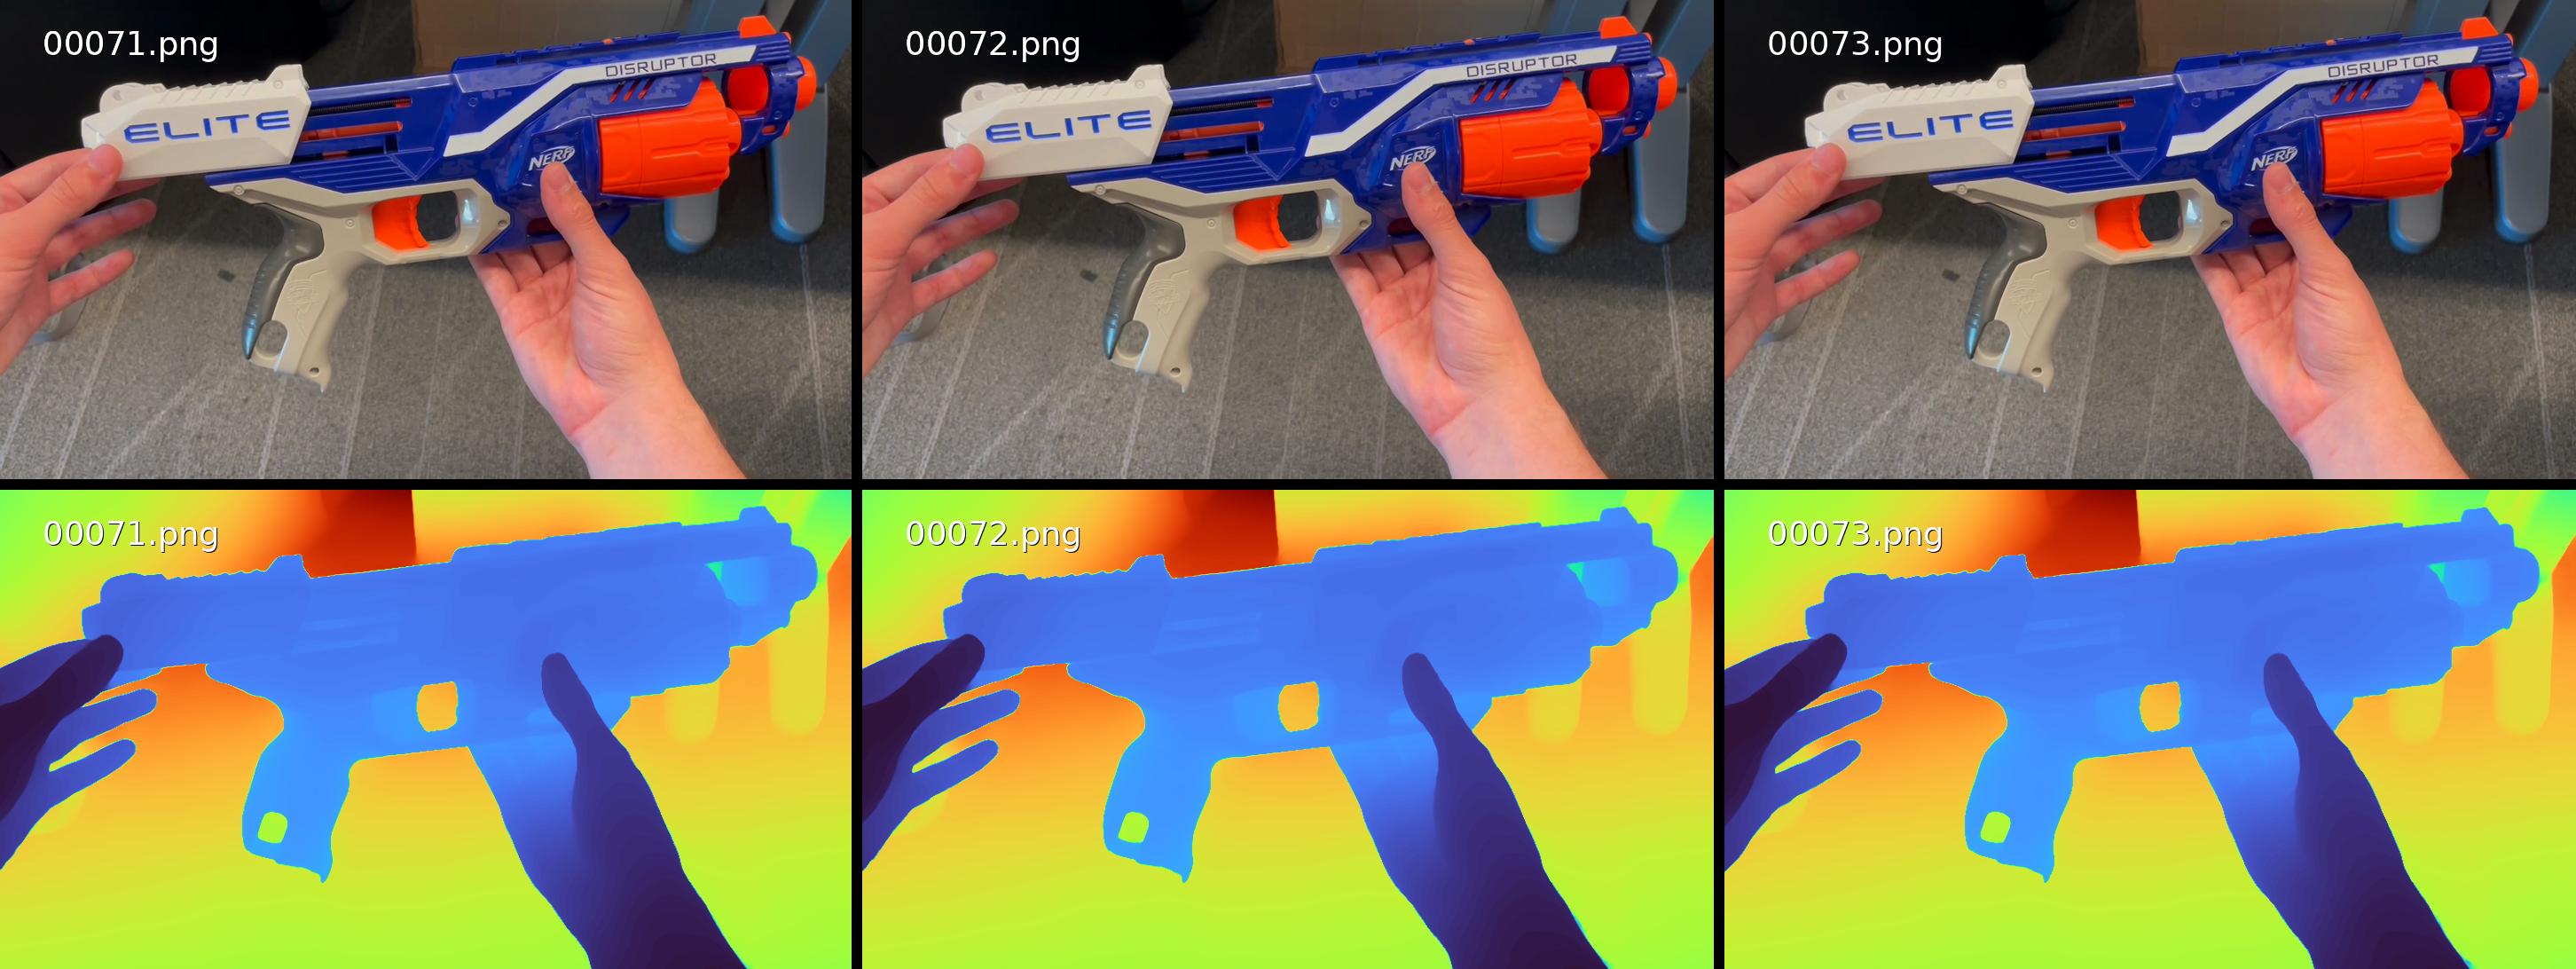 00071.png
DISRUPTOR
ELITE
NERF
00072.png
DISRUPTOR
ELITE
NERF
00073.png
DISRUPTOR
ELITE
NERF
00071.png
00072.png
00073.png